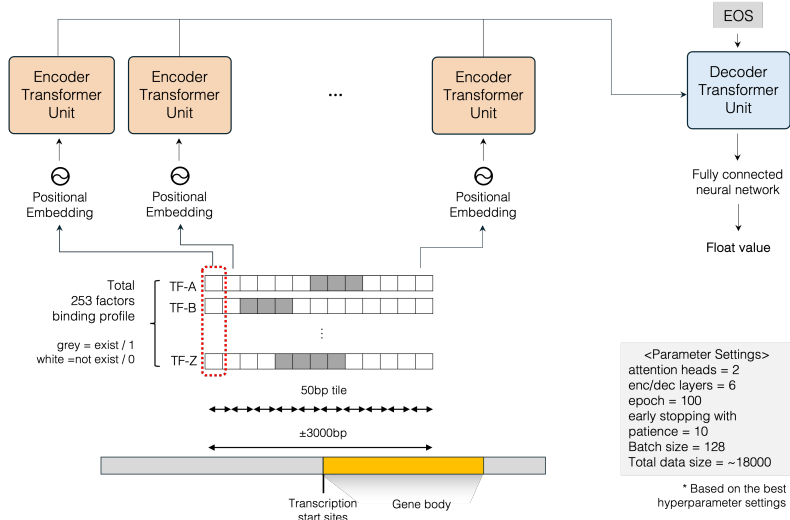 EOS
Encoder
Transformer
Unit
Encoder
Transformer
Unit
...
Encoder
Transformer
Unit
Decoder
Transformer
Unit
Positional
Embedding
Positional
Embedding
Positional
Embedding
Fully connected
neural network
Float value
Total
253 factors
binding profile
grey = exist / 1
white =not exist / 0
TF-A
TF-B
⋮
TF-Z
50bp tile
±3000bp
Transcription
start sites
Gene body
<Parameter Settings>
attention heads = 2
enc/dec layers = 6
epoch = 100
early stopping with
patience = 10
Batch size = 128
Total data size = ~18000
* Based on the best
hyperparameter settings